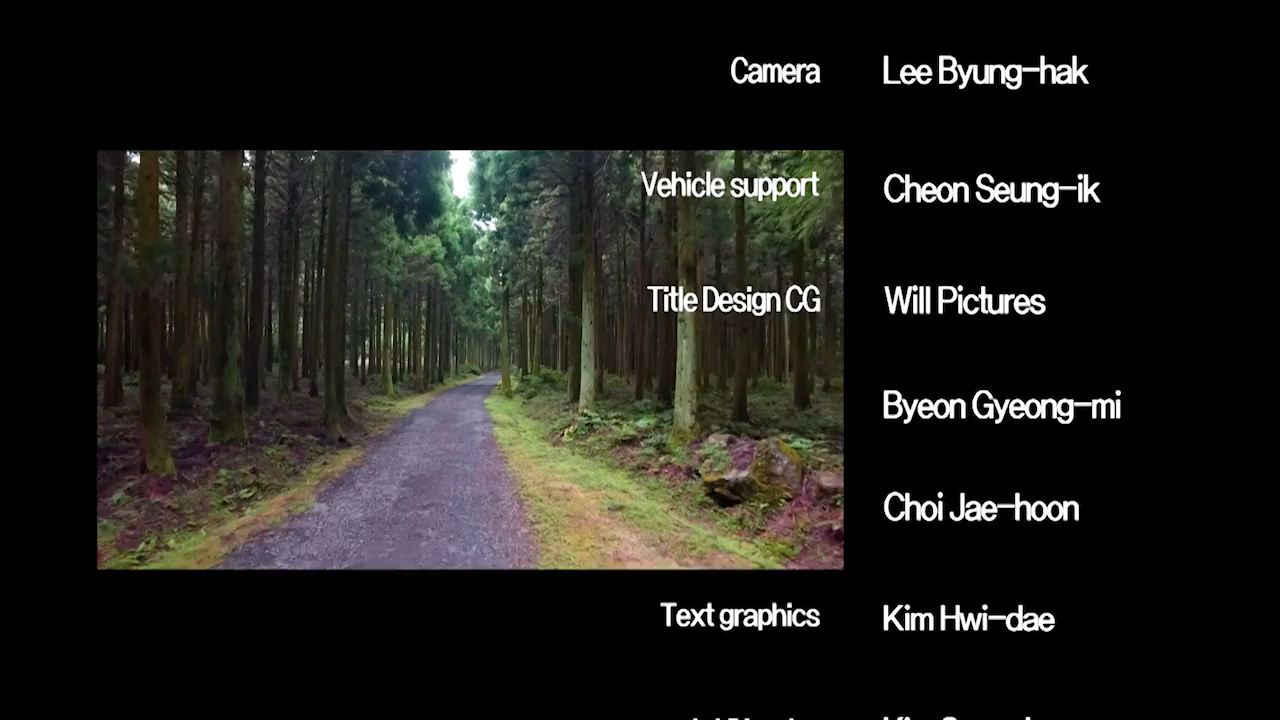 Camera Lee Byung-hak
Vehicle support Cheon Seung-ik
Title Design CG Will Pictures
Byeon Gyeong-mi
Choi Jae-hoon
Text graphics Kim Hwi-dae